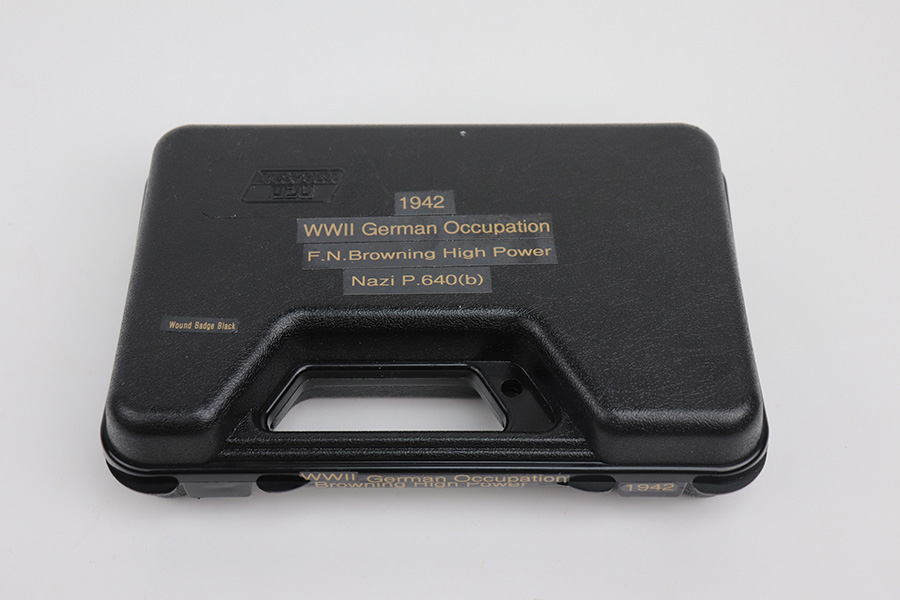 1942
WWII German Occupation
F.N.Browning High Power
Nazi P.640(b)
Wound Badge Black
WWII German Occupation
Browning High Power
1942